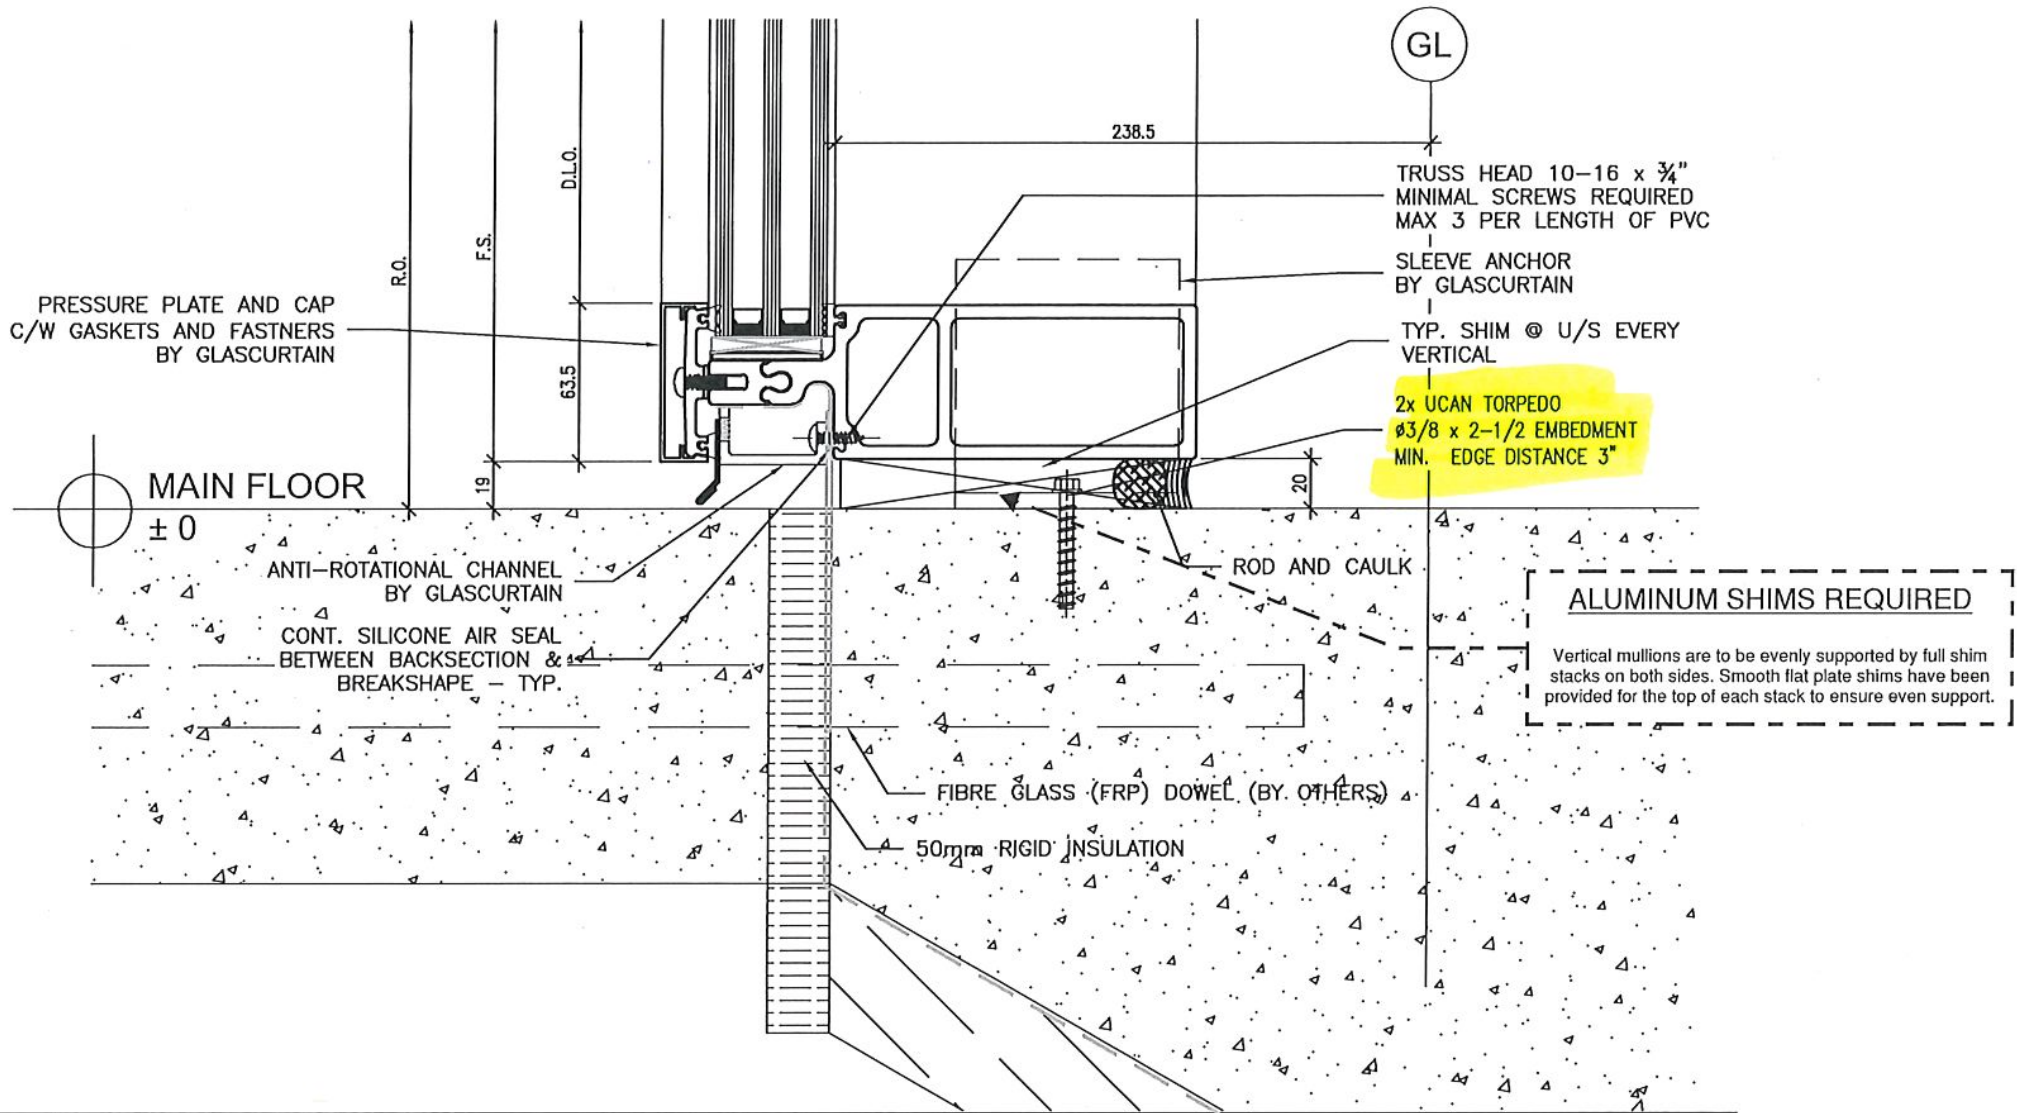 GL
238.5
D.L.O.
F.S.
R.O.
TRUSS HEAD 10-16 x ¾"
MINIMAL SCREWS REQUIRED
MAX 3 PER LENGTH OF PVC
SLEEVE ANCHOR
BY GLASCURTAIN
PRESSURE PLATE AND CAP
C/W GASKETS AND FASTNERS
BY GLASCURTAIN
TYP. SHIM @ U/S EVERY
VERTICAL
63.5
2x UCAN TORPEDO
ø3/8 x 2-1/2 EMBEDMENT
MIN. EDGE DISTANCE 3"
MAIN FLOOR
± 0
19
20
ANTI-ROTATIONAL CHANNEL
BY GLASCURTAIN
ROD AND CAULK
ALUMINUM SHIMS REQUIRED
Vertical mullions are to be evenly supported by full shim
stacks on both sides. Smooth flat plate shims have been
provided for the top of each stack to ensure even support.
CONT. SILICONE AIR SEAL
BETWEEN BACKSECTION &
BREAKSHAPE - TYP.
FIBRE GLASS (FRP) DOWEL (BY OTHERS)
50mm RIGID INSULATION